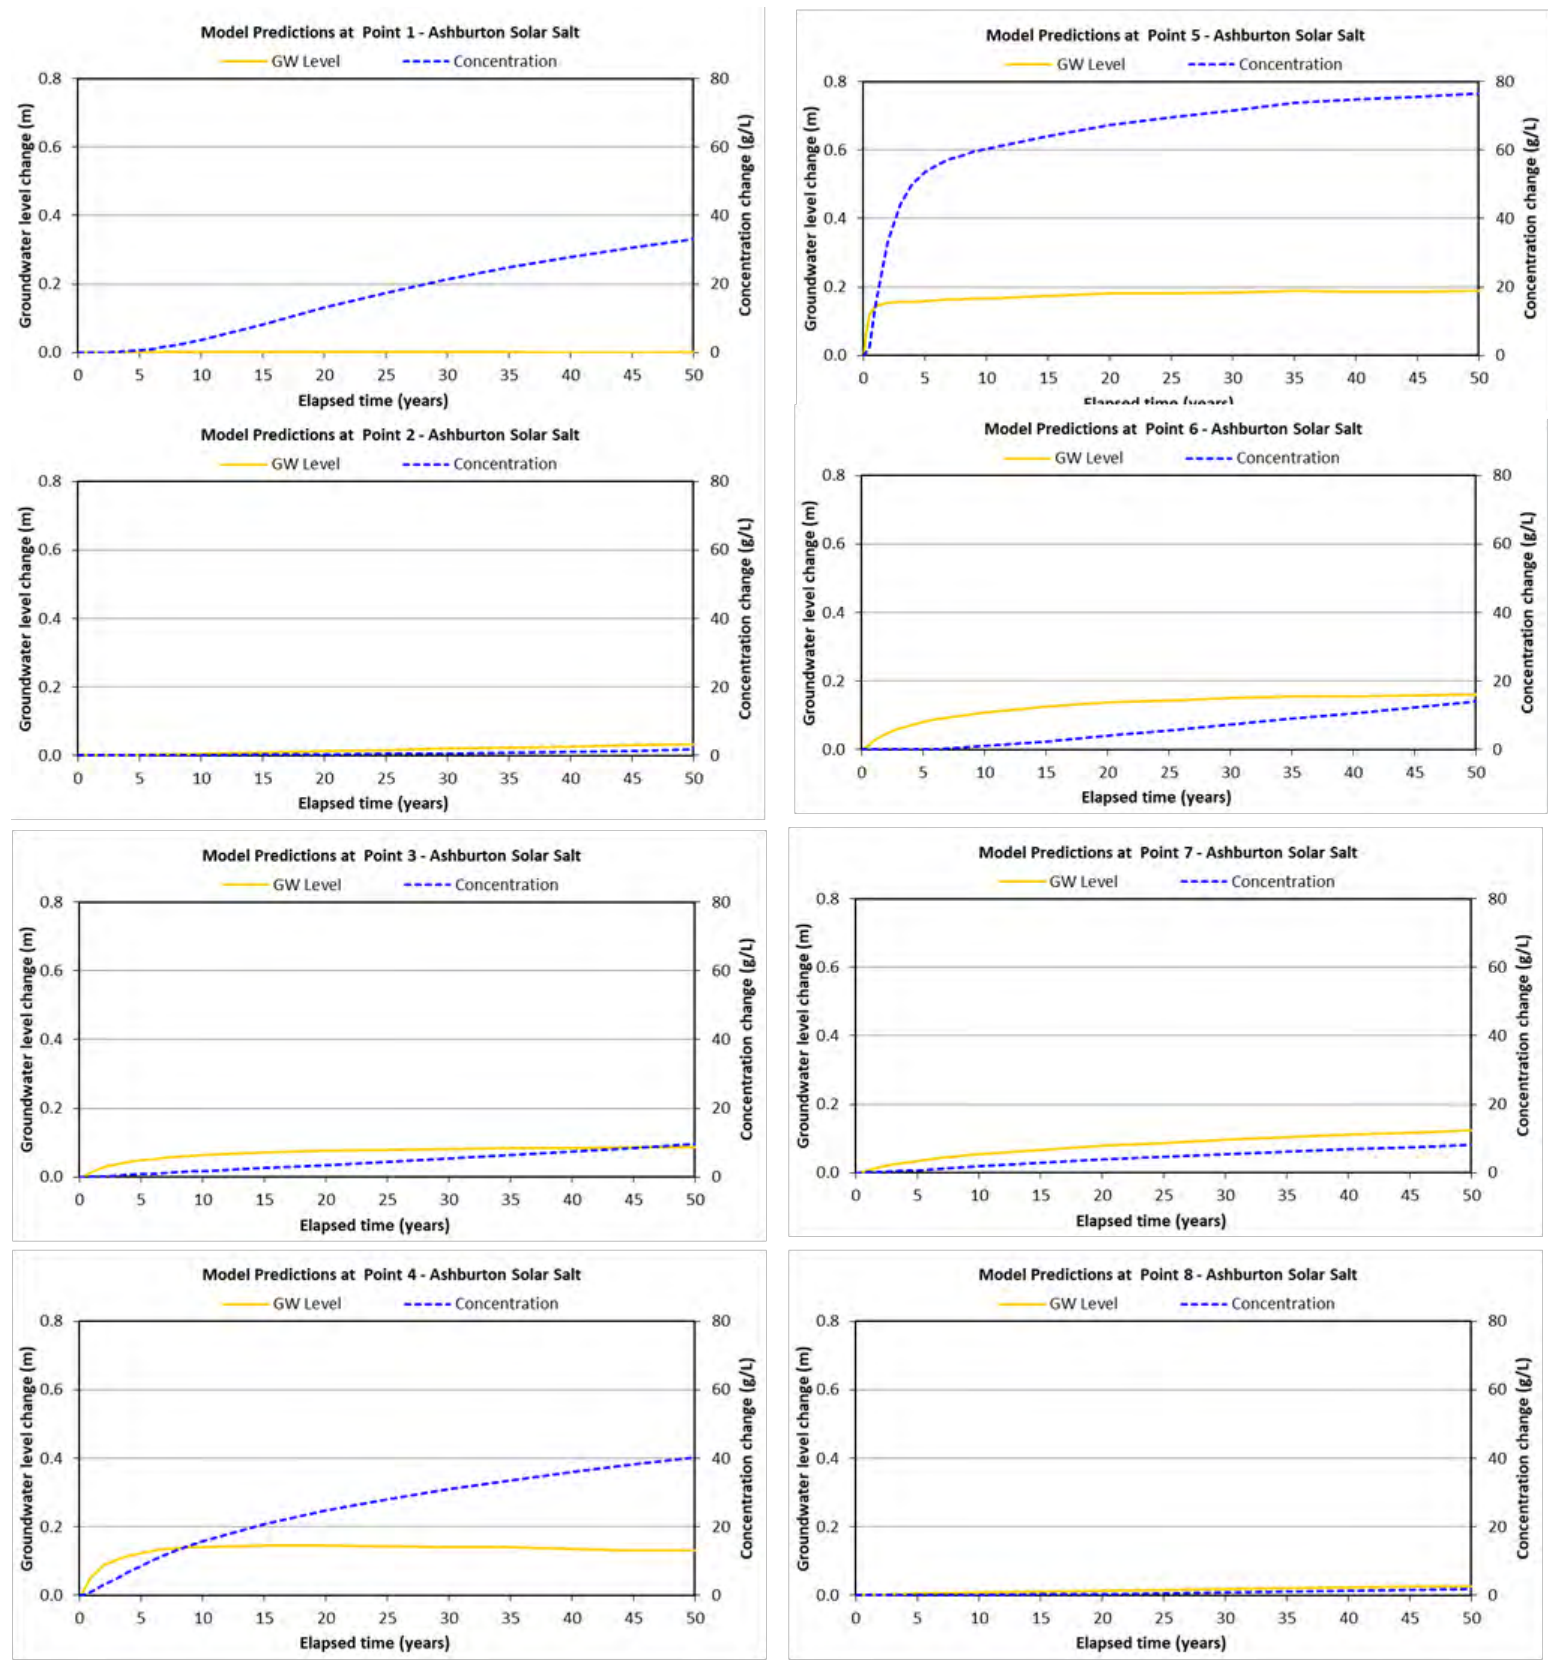 Model Predictions at Point 1 - Ashburton Solar Salt
GW Level Concentration
Groundwater level change (m)
0.8
0.6
0.4
0.2
0.0
80
60
40
20
0
Concentration change (g/L)
0 5 10 15 20 25 30 35 40 45 50
Elapsed time (years)
Model Predictions at Point 2 - Ashburton Solar Salt
GW Level Concentration
Groundwater level change (m)
0.8
0.6
0.4
0.2
0.0
80
60
40
20
0
Concentration change (g/L)
0 5 10 15 20 25 30 35 40 45 50
Elapsed time (years)
Model Predictions at Point 3 - Ashburton Solar Salt
GW Level Concentration
Groundwater level change (m)
0.8
0.6
0.4
0.2
0.0
80
60
40
20
0
Concentration change (g/L)
0 5 10 15 20 25 30 35 40 45 50
Elapsed time (years)
Model Predictions at Point 4 - Ashburton Solar Salt
GW Level Concentration
Groundwater level change (m)
0.8
0.6
0.4
0.2
0.0
80
60
40
20
0
Concentration change (g/L)
0 5 10 15 20 25 30 35 40 45 50
Elapsed time (years)
Model Predictions at Point 5 - Ashburton Solar Salt
GW Level Concentration
Groundwater level change (m)
0.8
0.6
0.4
0.2
0.0
80
60
40
20
0
Concentration change (g/L)
0 5 10 15 20 25 30 35 40 45 50
Elapsed time (years)
Model Predictions at Point 6 - Ashburton Solar Salt
GW Level Concentration
Groundwater level change (m)
0.8
0.6
0.4
0.2
0.0
80
60
40
20
0
Concentration change (g/L)
0 5 10 15 20 25 30 35 40 45 50
Elapsed time (years)
Model Predictions at Point 7 - Ashburton Solar Salt
GW Level Concentration
Groundwater level change (m)
0.8
0.6
0.4
0.2
0.0
80
60
40
20
0
Concentration change (g/L)
0 5 10 15 20 25 30 35 40 45 50
Elapsed time (years)
Model Predictions at Point 8 - Ashburton Solar Salt
GW Level Concentration
Groundwater level change (m)
0.8
0.6
0.4
0.2
0.0
80
60
40
20
0
Concentration change (g/L)
0 5 10 15 20 25 30 35 40 45 50
Elapsed time (years)